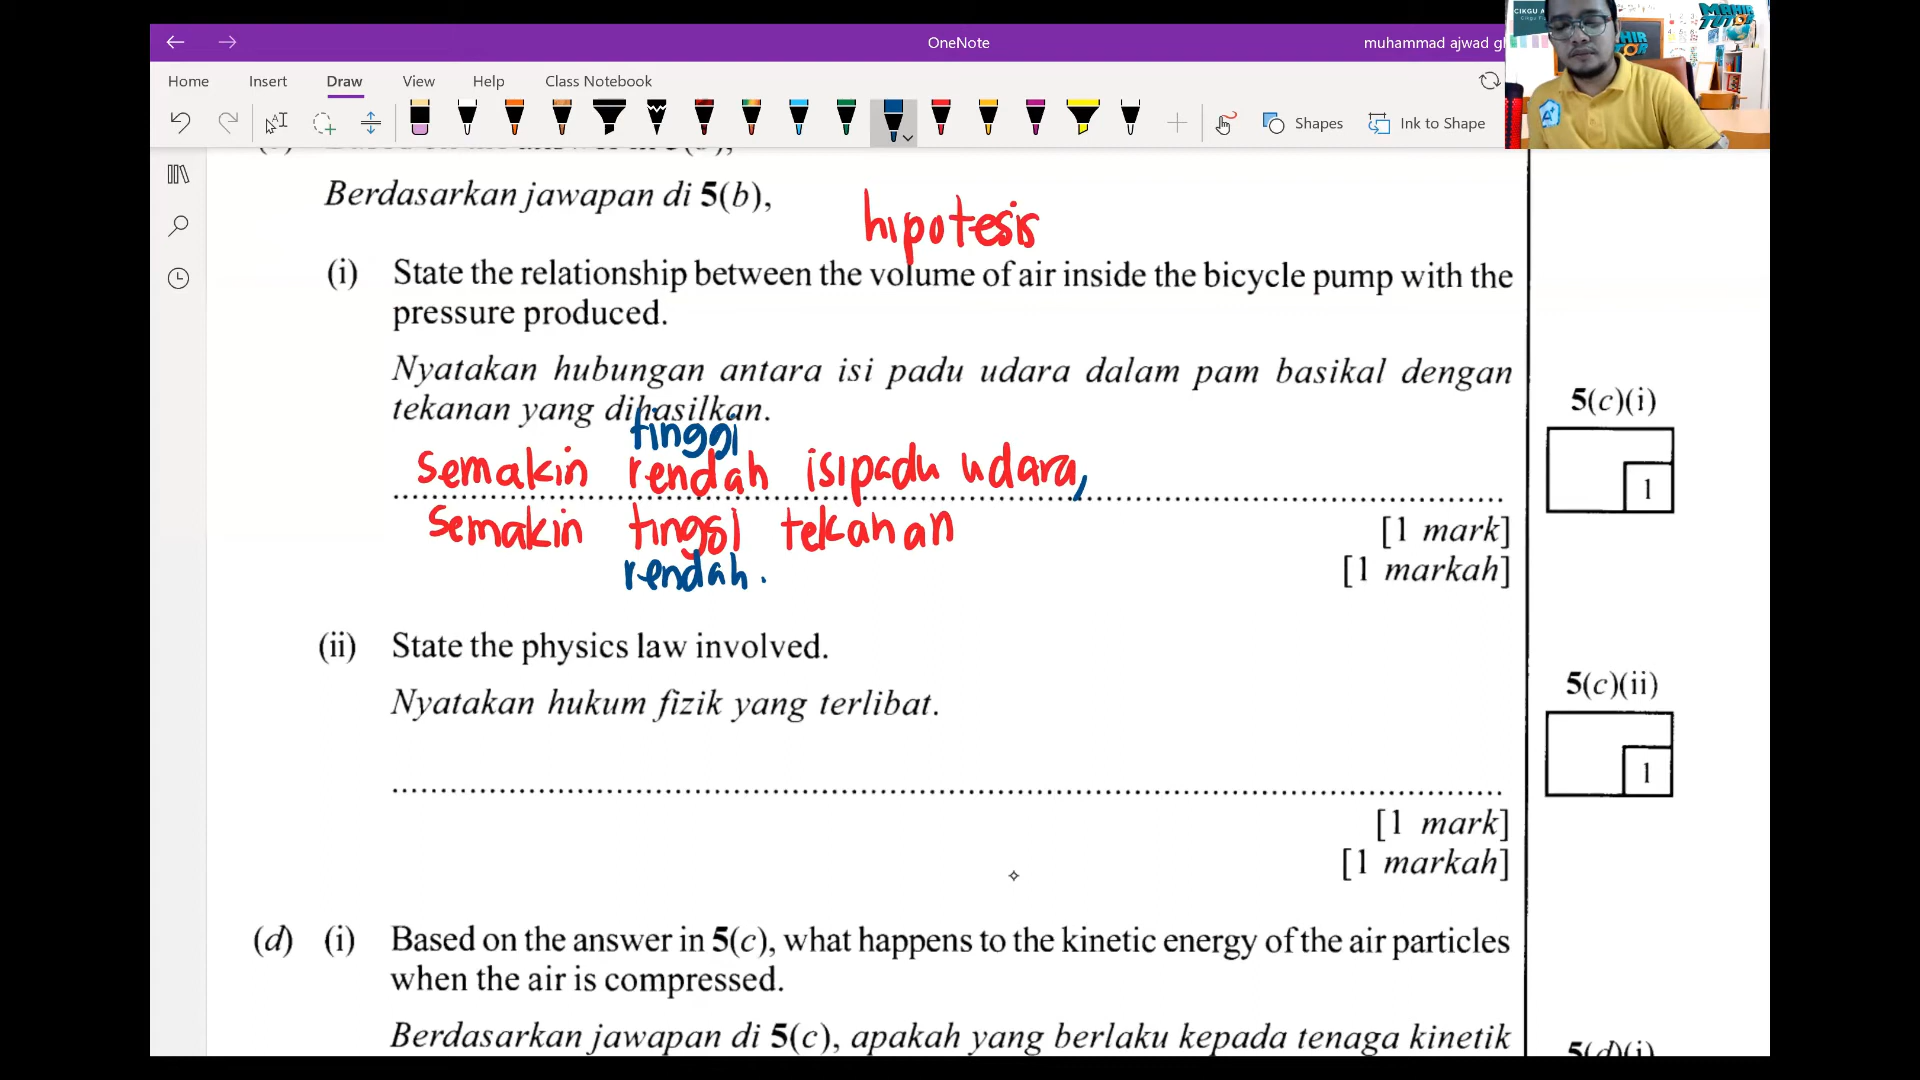 OneNote
muhammad ajwad
CIKGU
MAHIR TUTOR
Home Insert Draw View Help Class Notebook
Shapes Ink to Shape
Berdasarkan jawapan di 5(b),
hipotesis
(i) State the relationship between the volume of air inside the bicycle pump with the
pressure produced.
Nyatakan hubungan antara isi padu udara dalam pam basikal dengan
tekanan yang dihasilkan.
5(c)(i)
tinggi
semakin rendah isipadu udara,
1
semakin tinggi tekanan
[1 mark]
rendah.
[1 markah]
(ii) State the physics law involved.
5(c)(ii)
Nyatakan hukum fizik yang terlibat.
1
[1 mark]
[1 markah]
(d) (i) Based on the answer in 5(c), what happens to the kinetic energy of the air particles
when the air is compressed.
Berdasarkan jawapan di 5(c), apakah yang berlaku kepada tenaga kinetik
5(d)(i)